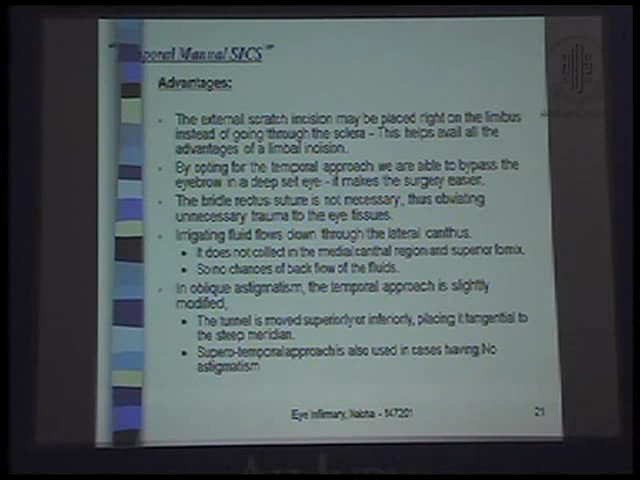 "Temporal Manual SICS"
Advantages:
The external scratch incision may be placed right on the limbus
instead of going through the sclera - This helps avail all the
advantages of a limbal incision.
By opting for the temporal approach we are able to bypass the
eyebrow in a deep set eye - it makes the surgery easier.
The bridle rectus suture is not necessary, thus obviating
unnecessary trauma to the eye tissues.
Irrigating fluid flows down through the lateral canthus.
• It does not collect in the medial canthal region and superior fornix.
• So no chances of back flow of the fluids.
In oblique astigmatism, the temporal approach is slightly
modified,
• The tunnel is moved superiorly or inferiorly, placing it tangential to
the steep meridian.
• Supero-temporal approach is also used in cases having No
astigmatism
Eye Infirmary, Nabha - 147201
21